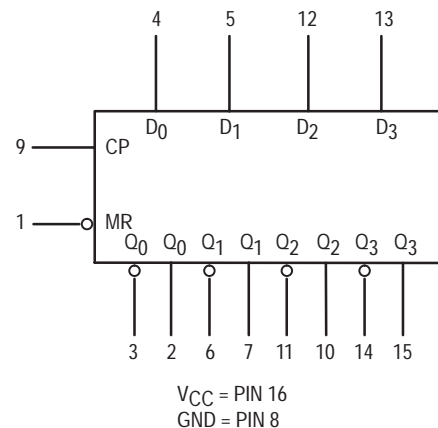 4 5 12 13
D0 D1 D2 D3
9 CP
1 MR
Q0 Q0 Q1 Q1 Q2 Q2 Q3 Q3
3 2 6 7 11 10 14 15
VCC = PIN 16
GND = PIN 8